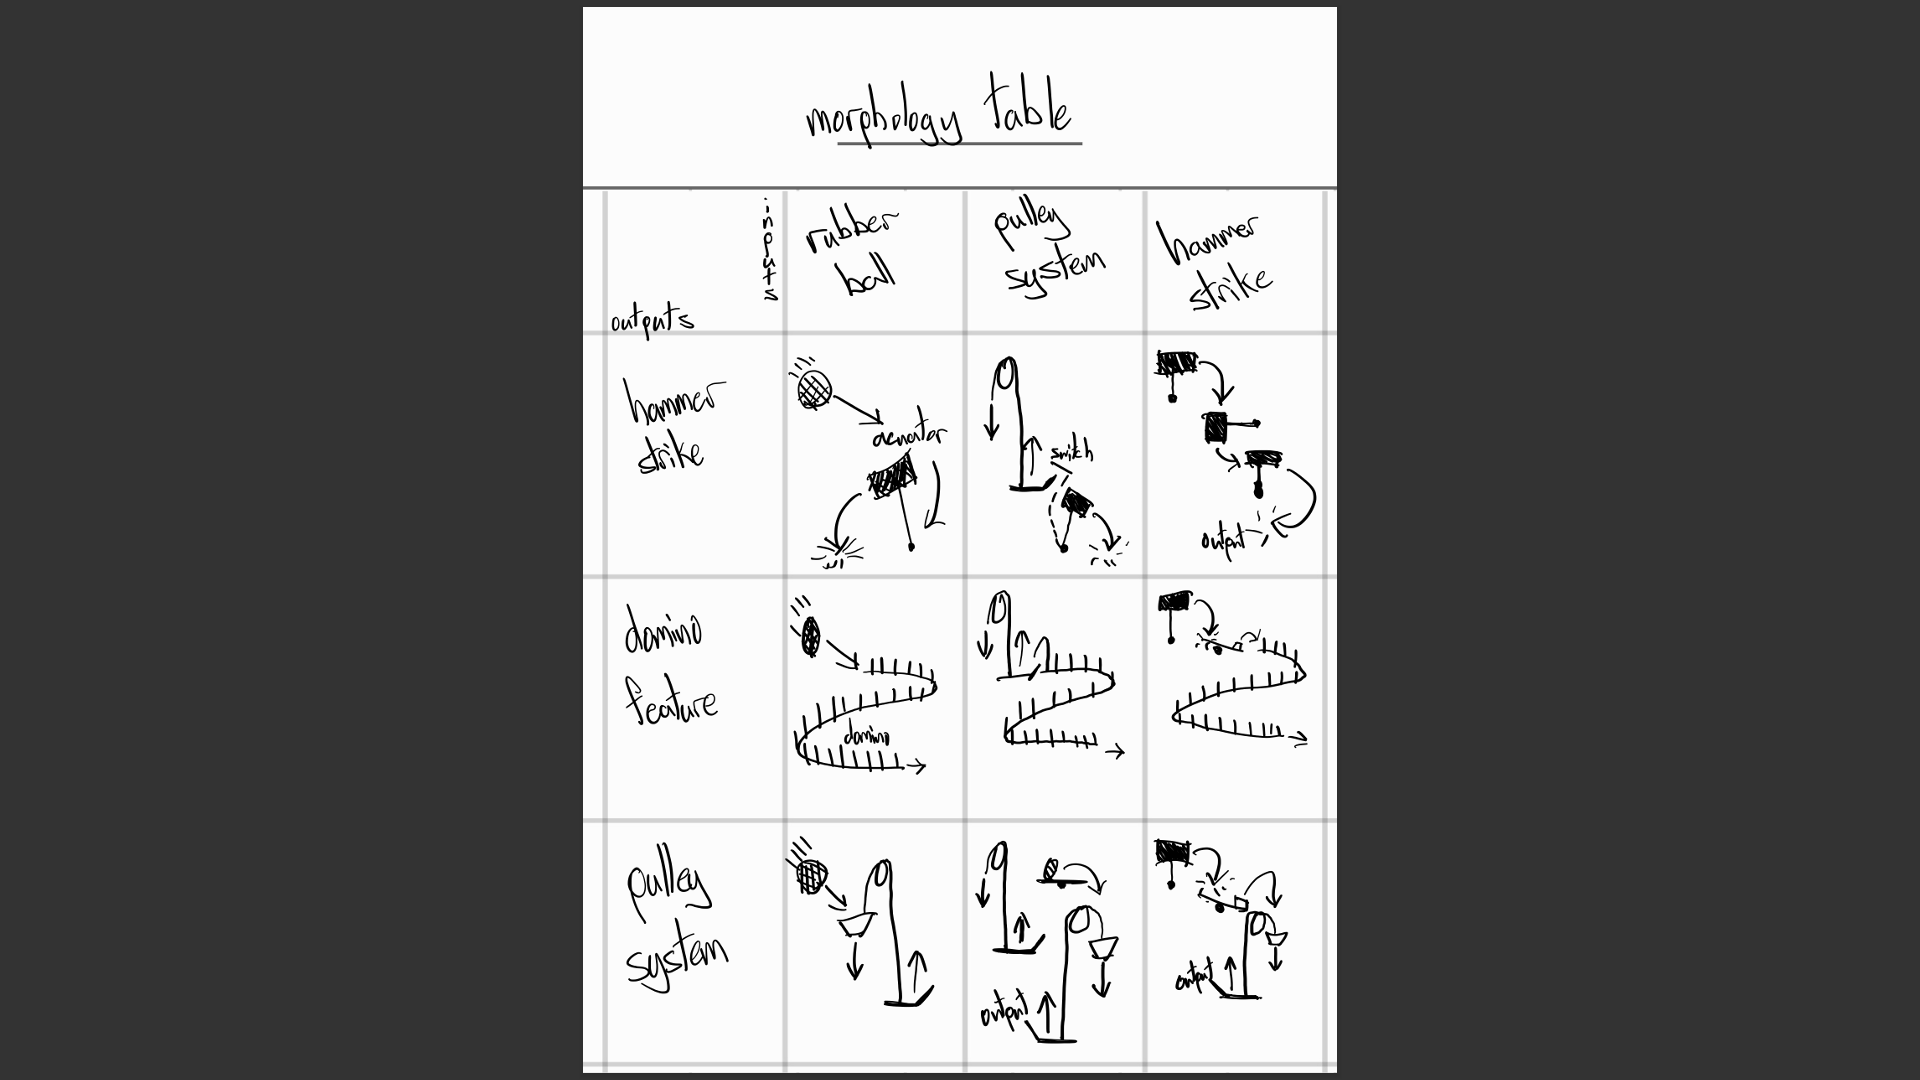 morphology table
inputs
rubber
ball
pulley
system
hammer
strike
outputs
hammer
strike
acuator
switch
output
domino
feature
domino
pulley
system
output
output